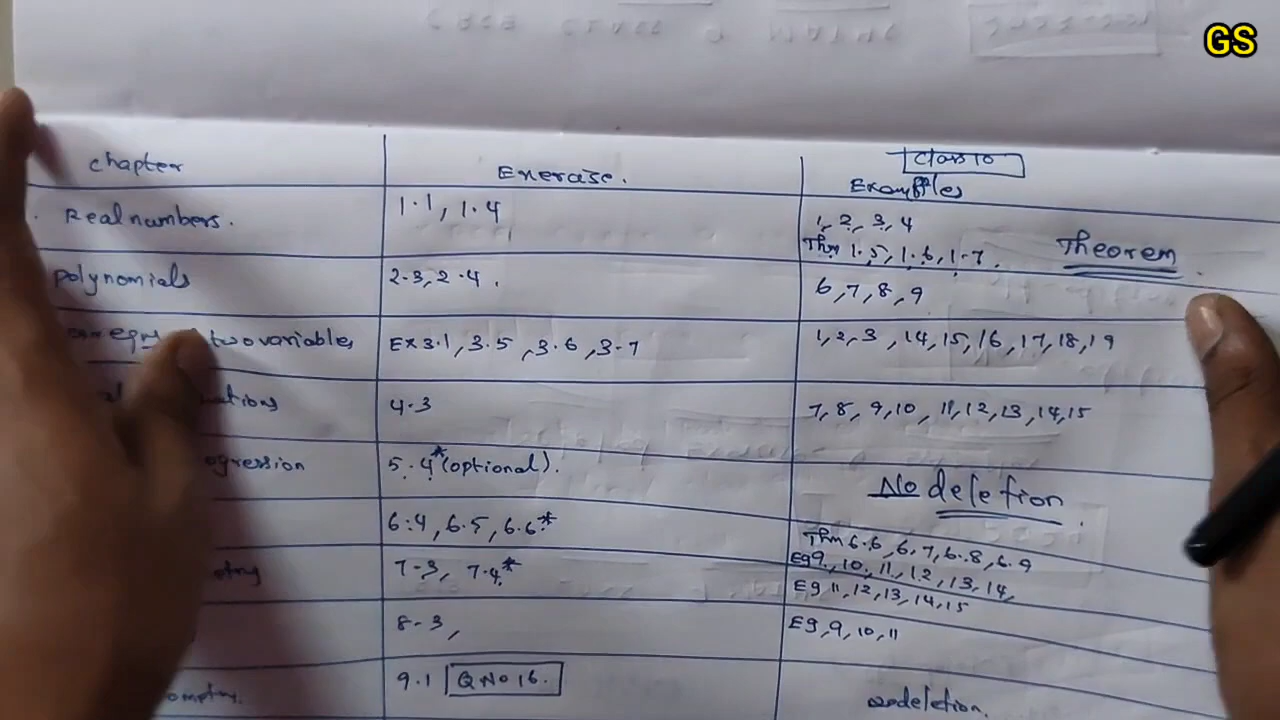 GS
Class 10
chapter Exercise. Examples
Real numbers. 1.1, 1.4 1, 2, 3, 4
Thm 1.5, 1.6, 1.7. Theorem
polynomials 2.3, 2.4. 6, 7, 8, 9
two variables Ex 3.1, 3.5, 3.6, 3.7 1, 2, 3, 14, 15, 16, 17, 18, 19
4.3 7, 8, 9, 10, 11, 12, 13, 14, 15
ogression 5.4* (optional). No deletion.
6.4, 6.5, 6.6* Thm 6.6, 6.7, 6.8, 6.9
Eg 9, 10, 11, 12, 13, 14,
7.3, 7.4* Eg 11, 12, 13, 14, 15
8.3, Eg, 9, 10, 11
9.1 Q NO 16. nodeletion.